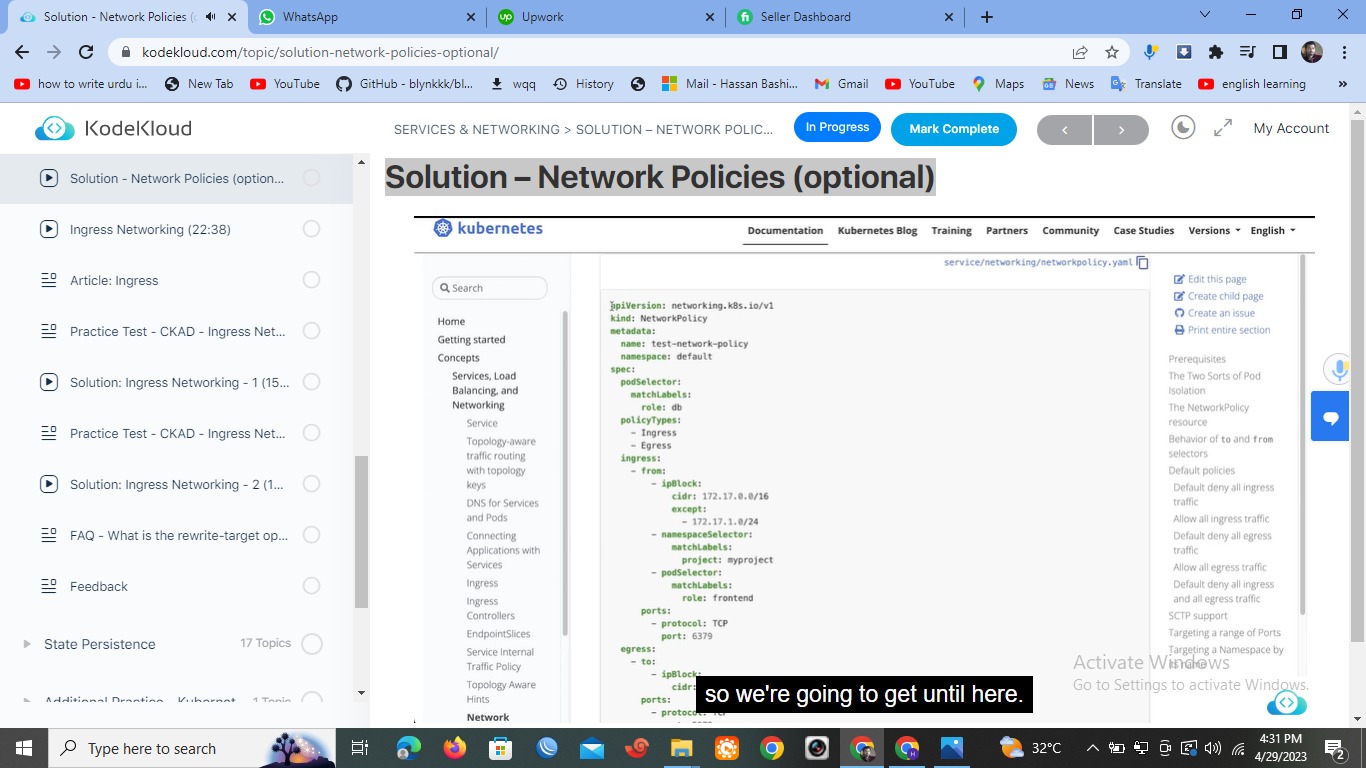 Solution - Network Policies (
WhatsApp
Upwork
Seller Dashboard
kodekloud.com/topic/solution-network-policies-optional/
how to write urdu i...
New Tab
YouTube
GitHub - blynkkk/bl...
wqq
History
Mail - Hassan Bashi...
Gmail
YouTube
Maps
News
Translate
english learning
KodeKloud
SERVICES & NETWORKING > SOLUTION – NETWORK POLIC...
In Progress
Mark Complete
My Account
Solution - Network Policies (option...
Ingress Networking (22:38)
Article: Ingress
Practice Test - CKAD - Ingress Net...
Solution: Ingress Networking - 1 (15...
Practice Test - CKAD - Ingress Net...
Solution: Ingress Networking - 2 (1...
FAQ - What is the rewrite-target op...
Feedback
State Persistence 17 Topics
Additional Practice - Kubernet... 1 Topic
Solution – Network Policies (optional)
kubernetes
Documentation Kubernetes Blog Training Partners Community Case Studies Versions English
Search
Home
Getting started
Concepts
Services, Load
Balancing, and
Networking
Service
Topology-aware
traffic routing
with topology
keys
DNS for Services
and Pods
Connecting
Applications with
Services
Ingress
Ingress
Controllers
EndpointSlices
Service Internal
Traffic Policy
Topology Aware
Hints
Network
service/networking/networkpolicy.yaml
apiVersion: networking.k8s.io/v1
kind: NetworkPolicy
metadata:
name: test-network-policy
namespace: default
spec:
podSelector:
matchLabels:
role: db
policyTypes:
- Ingress
- Egress
ingress:
- from:
- ipBlock:
cidr: 172.17.0.0/16
except:
- 172.17.1.0/24
- namespaceSelector:
matchLabels:
project: myproject
- podSelector:
matchLabels:
role: frontend
ports:
- protocol: TCP
port: 6379
egress:
- to:
- ipBl
cidr:
ports:
- protoc
so we're going to get until here.
Edit this page
Create child page
Create an issue
Print entire section
Prerequisites
The Two Sorts of Pod
Isolation
The NetworkPolicy
resource
Behavior of to and from
selectors
Default policies
Default deny all ingress
traffic
Allow all ingress traffic
Default deny all egress
traffic
Allow all egress traffic
Default deny all ingress
and all egress traffic
SCTP support
Targeting a range of Ports
Targeting a Namespace by
its name
Activate Windows
Go to Settings to activate Windows.
Type here to search
32°C
4:31 PM
4/29/2023
2